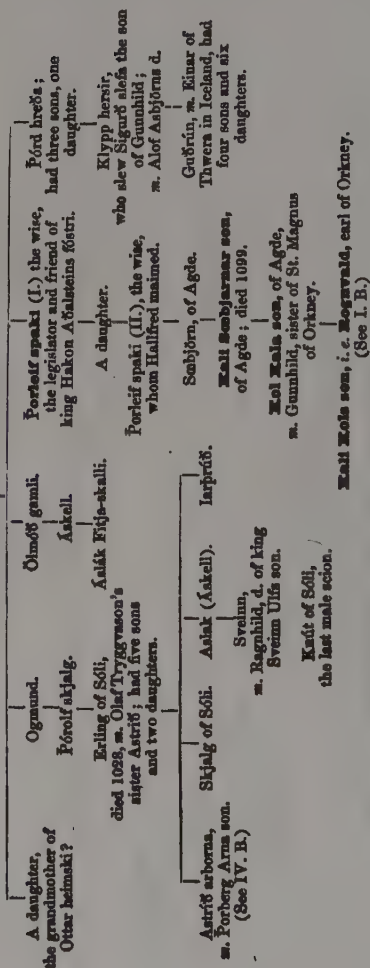 A daughter,
the grandmother of
Ottar heimski?
Ogmund.
Þórolf skjalg.
Erling of Sóli,
died 1028, m. Olaf Tryggvason's
sister Astríð; had five sons
and two daughters.
Ölmóð gamli.
Áskell.
Áslák Fitja-skalli.
Þorleif spaki (I.) the wise,
the legislator and friend of
king Hakon Aðalsteins fóstri.
A daughter.
Þorleif spaki (II.), the wise,
whom Hallfred maimed.
Sæbjörn, of Agde.
Kali Sæbjarnar son,
of Agde; died 1099.
Kol Kala son, of Agde,
m. Gunnhild, sister of St. Magnus
of Orkney.
Kali Kols son, i.e. Rognvald, earl of Orkney.
(See I. B.)
Þórd hreða;
had three sons, one
daughter.
Klypp hersir,
who slew Sigurð slefa the son
of Gunnhild;
m. Alof Asbjörns d.
Guðrún, m. Einar of
Thwera in Iceland, had
four sons and six
daughters.
Astríð arborna,
m. Þorberg Arna son.
(See IV. B.)
Skjalg of Sóli.
Aslak (Áskell).
Iarþrúð.
Sveinn,
m. Ragnhild, d. of king
Sveinn Ulfs son.
Knút of Sóli,
the last male scion.